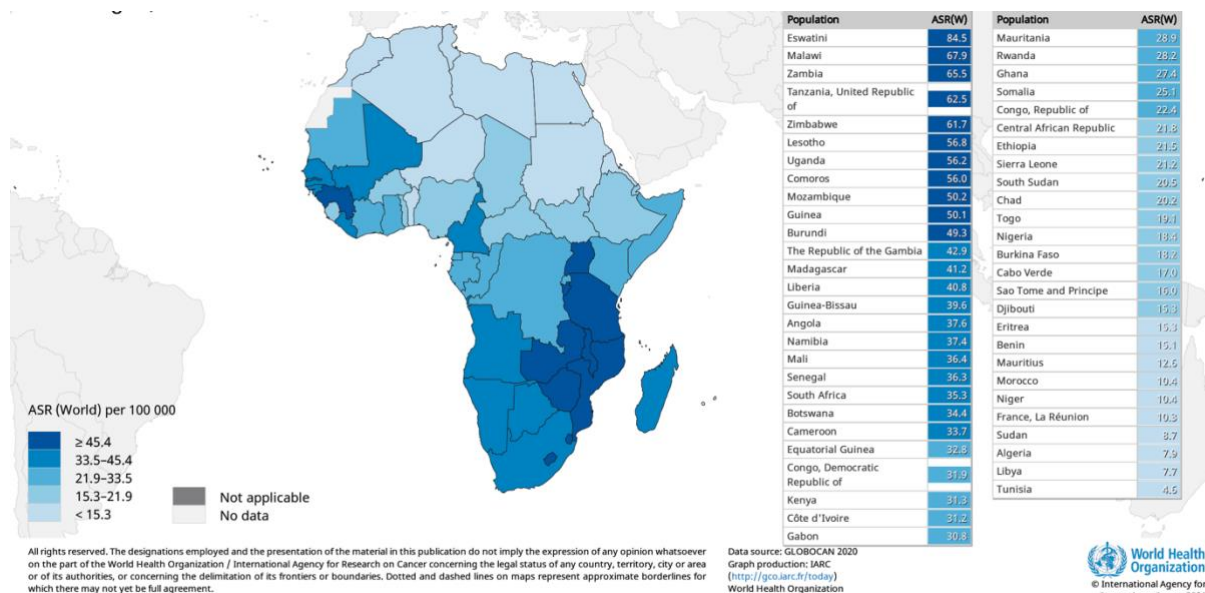 Population ASR(W)
Eswatini 84.5
Malawi 67.9
Zambia 65.5
Tanzania, United Republic
of 62.5
Zimbabwe 61.7
Lesotho 56.8
Uganda 56.2
Comoros 56.0
Mozambique 50.2
Guinea 50.1
Burundi 49.3
The Republic of the Gambia 42.9
Madagascar 41.2
Liberia 40.8
Guinea-Bissau 39.6
Angola 37.6
Namibia 37.4
Mali 36.4
Senegal 36.3
South Africa 35.3
Botswana 34.4
Cameroon 33.7
Equatorial Guinea 32.8
Congo, Democratic
Republic of 31.9
Kenya 31.3
Côte d'Ivoire 31.2
Gabon 30.8
Population ASR(W)
Mauritania 28.9
Rwanda 28.2
Ghana 27.4
Somalia 25.1
Congo, Republic of 22.4
Central African Republic 21.8
Ethiopia 21.5
Sierra Leone 21.2
South Sudan 20.5
Chad 20.2
Togo 19.1
Nigeria 18.4
Burkina Faso 18.2
Cabo Verde 17.0
Sao Tome and Principe 16.0
Djibouti 15.3
Eritrea 15.3
Benin 15.1
Mauritius 12.6
Morocco 10.4
Niger 10.4
France, La Réunion 10.3
Sudan 8.7
Algeria 7.9
Libya 7.7
Tunisia
ASR (World) per 100 000
≥ 45.4
33.5–45.4
21.9–33.5
15.3–21.9
< 15.3
Not applicable
No data
All rights reserved. The designations employed and the presentation of the material in this publication do not imply the expression of any opinion whatsoever
on the part of the World Health Organization / International Agency for Research on Cancer concerning the legal status of any country, territory, city or area
or of its authorities, or concerning the delimitation of its frontiers or boundaries. Dotted and dashed lines on maps represent approximate borderlines for
which there may not yet be full agreement.
Data source: GLOBOCAN 2020
Graph production: IARC
(http://gco.iarc.fr/today)
World Health Organization
World Health
Organization
© International Agency for